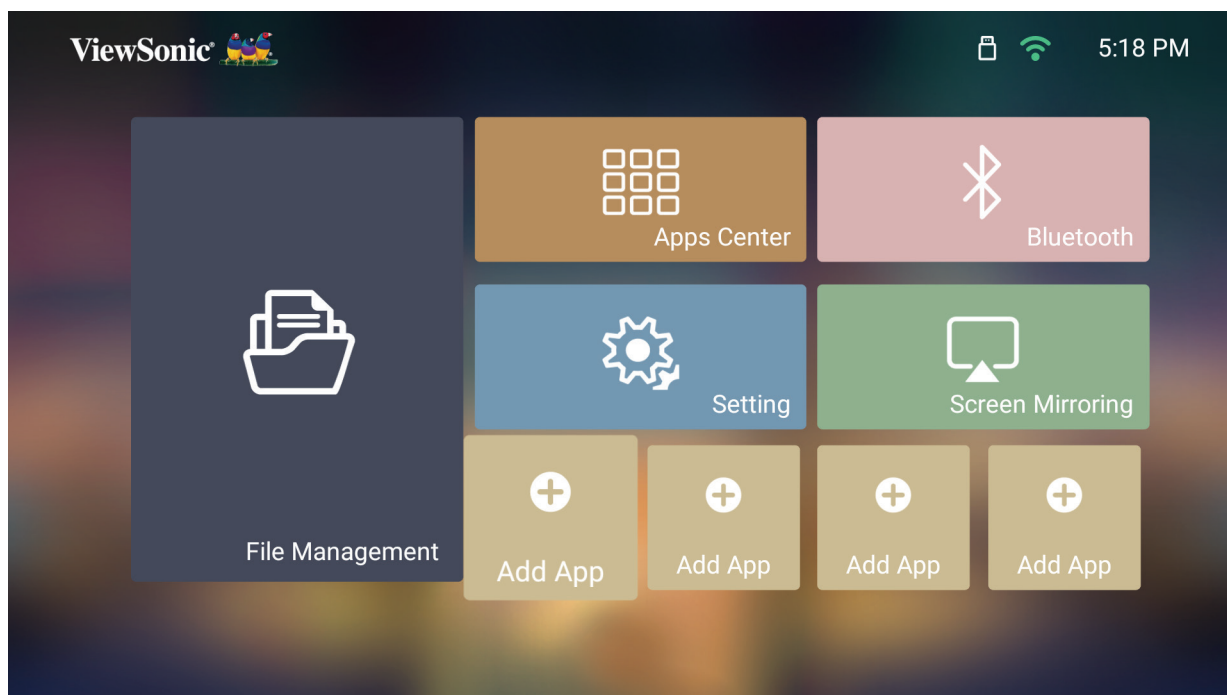 ViewSonic®
5:18 PM
Apps Center
Bluetooth
Setting
Screen Mirroring
File Management
Add App
Add App
Add App
Add App